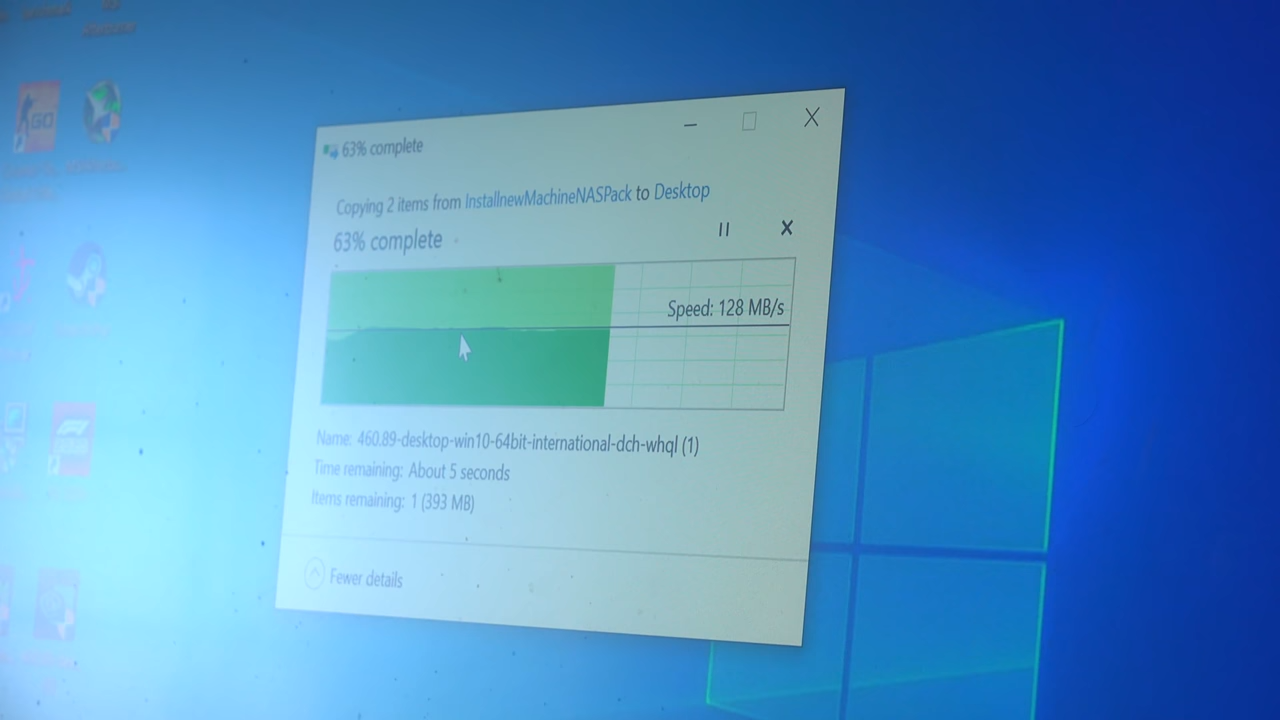 63% complete
Copying 2 items from InstallnewMachineNASPack to Desktop
63% complete
Speed: 128 MB/s
Name: 460.89-desktop-win10-64bit-international-dch-whql (1)
Time remaining: About 5 seconds
Items remaining: 1 (393 MB)
Fewer details
GO